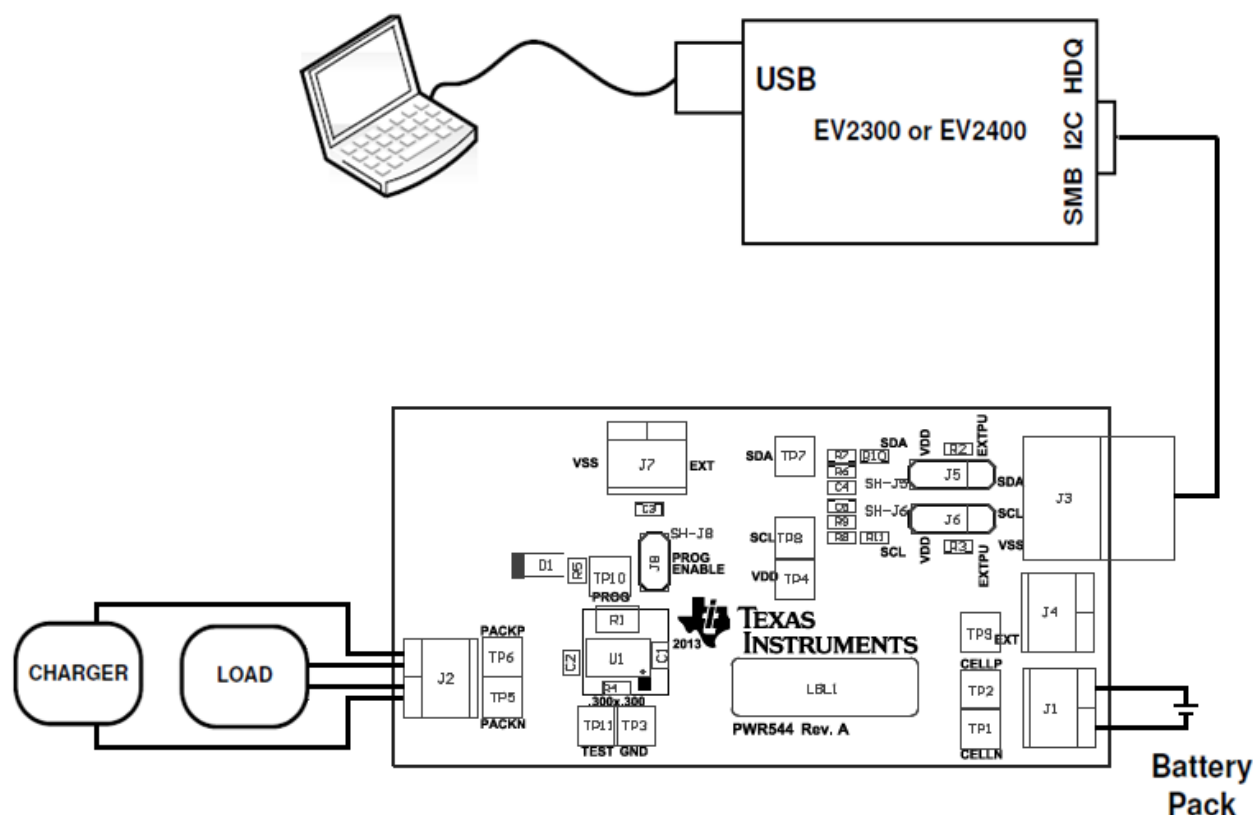 USB
HDQ
I2C
SMB
EV2300 or EV2400
VSS
J7
EXT
C3
SH-J8
J8
PROG
ENABLE
D1
R5
TP10
PROG
SDA
TP7
SCL
TP8
VDD
TP4
R7
R6
C4
R9
R8
R11
SDA
SH-J5
VDD
R2
EXTPU
J5
SDA
SH-J6
J6
SCL
SCL
VDD
R3
EXTPU
VSS
J3
CHARGER
LOAD
J2
PACKP
TP6
TP5
PACKN
R1
C2
U1
C1
R4
.300x.300
TP11
TP3
TEST GND
2013
TEXAS
INSTRUMENTS
LBL1
PWR544 Rev. A
TP9
EXT
J4
CELLP
TP2
TP1
CELLN
J1
Battery
Pack